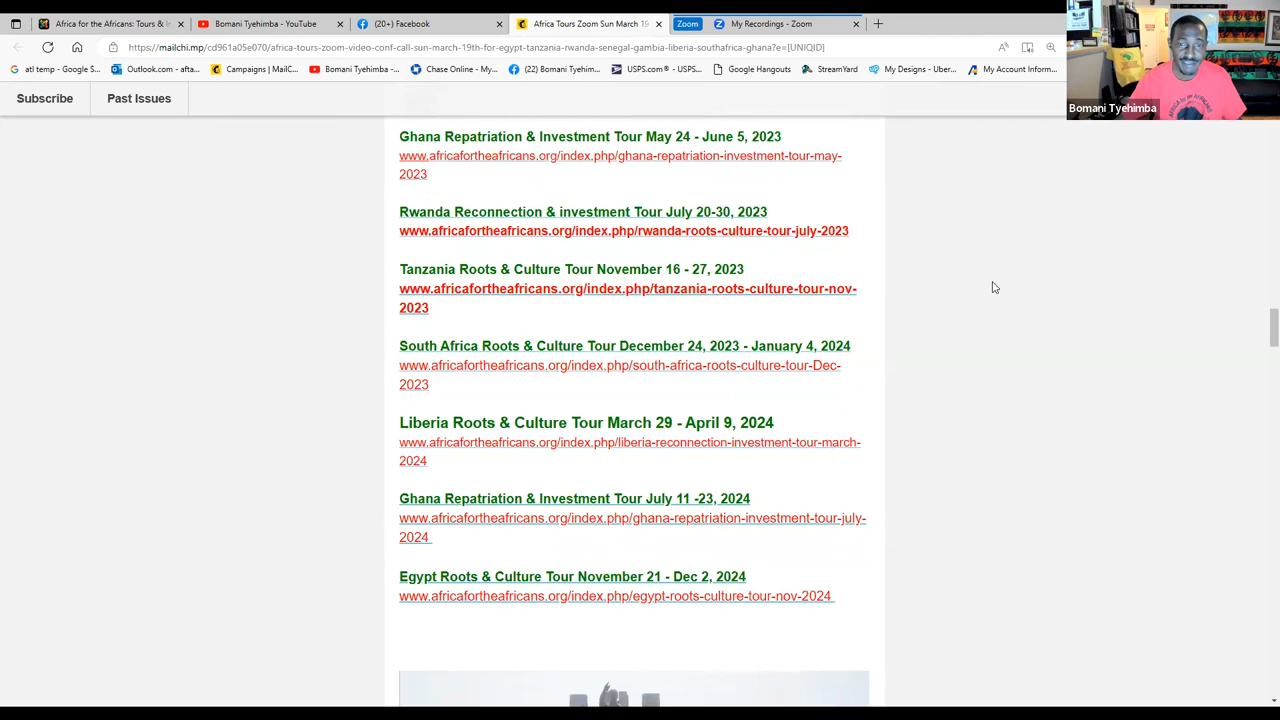 Africa for the Africans: Tours & I
Bomani Tyehimba - YouTube
(20+) Facebook
Africa Tours Zoom Sun March 19
Zoom
My Recordings - Zoom
https://mailchi.mp/cd961a05e070/africa-tours-zoom-video-conf-call-sun-march-19th-for-egypt-tanzania-rwanda-senegal-gambia-liberia-southafrica-ghana?e=[UNIQID]
atl temp - Google S...
Outlook.com - afta...
Campaigns | MailC...
Bomani Tyehimba -...
Chase Online - My...
Tyehim...
USPS.com® - USPS...
Google Hangouts
StreamYard
My Designs - Uber...
My Account Inform...
Bomani Tyehimba
Subscribe
Past Issues
Ghana Repatriation & Investment Tour May 24 - June 5, 2023
www.africafortheafricans.org/index.php/ghana-repatriation-investment-tour-may-
2023
Rwanda Reconnection & investment Tour July 20-30, 2023
www.africafortheafricans.org/index.php/rwanda-roots-culture-tour-july-2023
Tanzania Roots & Culture Tour November 16 - 27, 2023
www.africafortheafricans.org/index.php/tanzania-roots-culture-tour-nov-
2023
South Africa Roots & Culture Tour December 24, 2023 - January 4, 2024
www.africafortheafricans.org/index.php/south-africa-roots-culture-tour-Dec-
2023
Liberia Roots & Culture Tour March 29 - April 9, 2024
www.africafortheafricans.org/index.php/liberia-reconnection-investment-tour-march-
2024
Ghana Repatriation & Investment Tour July 11 -23, 2024
www.africafortheafricans.org/index.php/ghana-repatriation-investment-tour-july-
2024
Egypt Roots & Culture Tour November 21 - Dec 2, 2024
www.africafortheafricans.org/index.php/egypt-roots-culture-tour-nov-2024